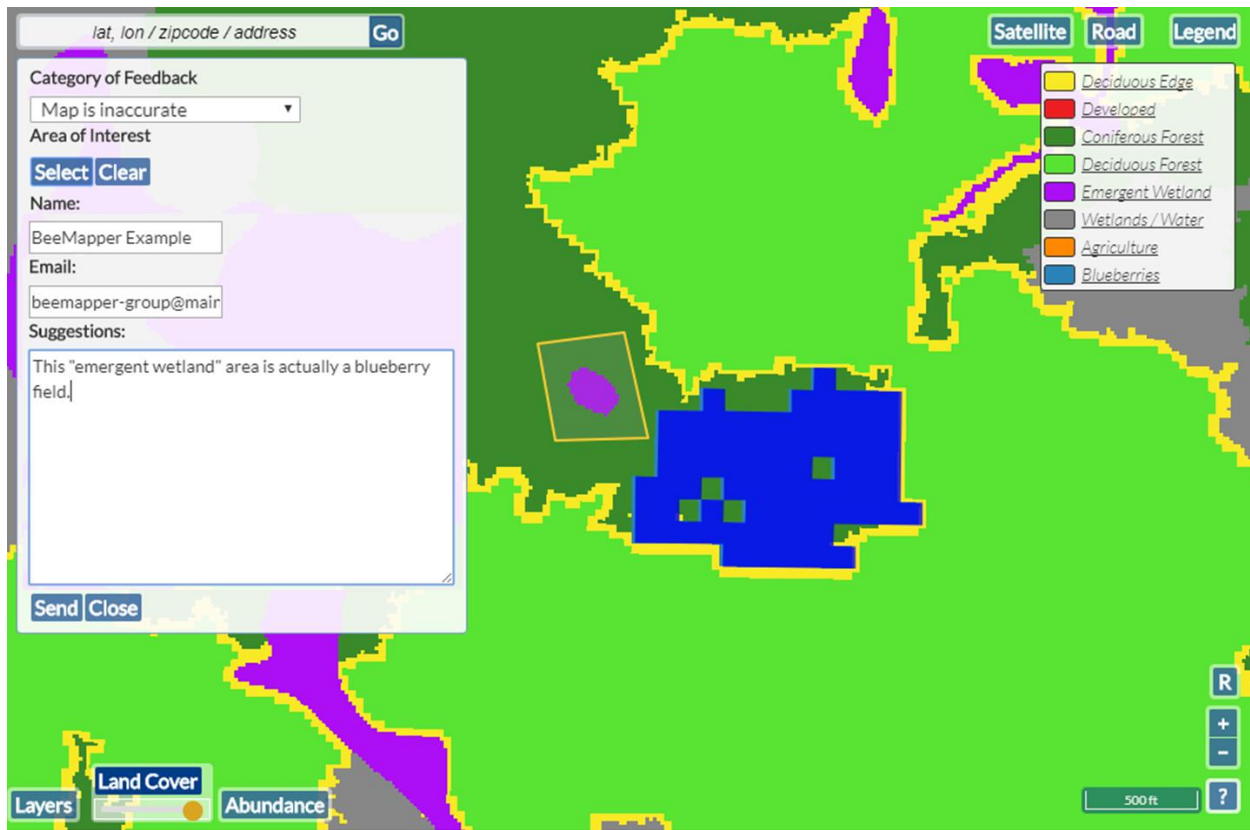 lat, lon / zipcode / address
Go
Satellite
Road
Legend
Category of Feedback
Map is inaccurate
Area of Interest
Select
Clear
Name:
BeeMapper Example
Email:
beemapper-group@mair
Suggestions:
This "emergent wetland" area is actually a blueberry
field.
Send
Close
Deciduous Edge
Developed
Coniferous Forest
Deciduous Forest
Emergent Wetland
Wetlands / Water
Agriculture
Blueberries
R
+
–
Layers
Land Cover
Abundance
500 ft
?